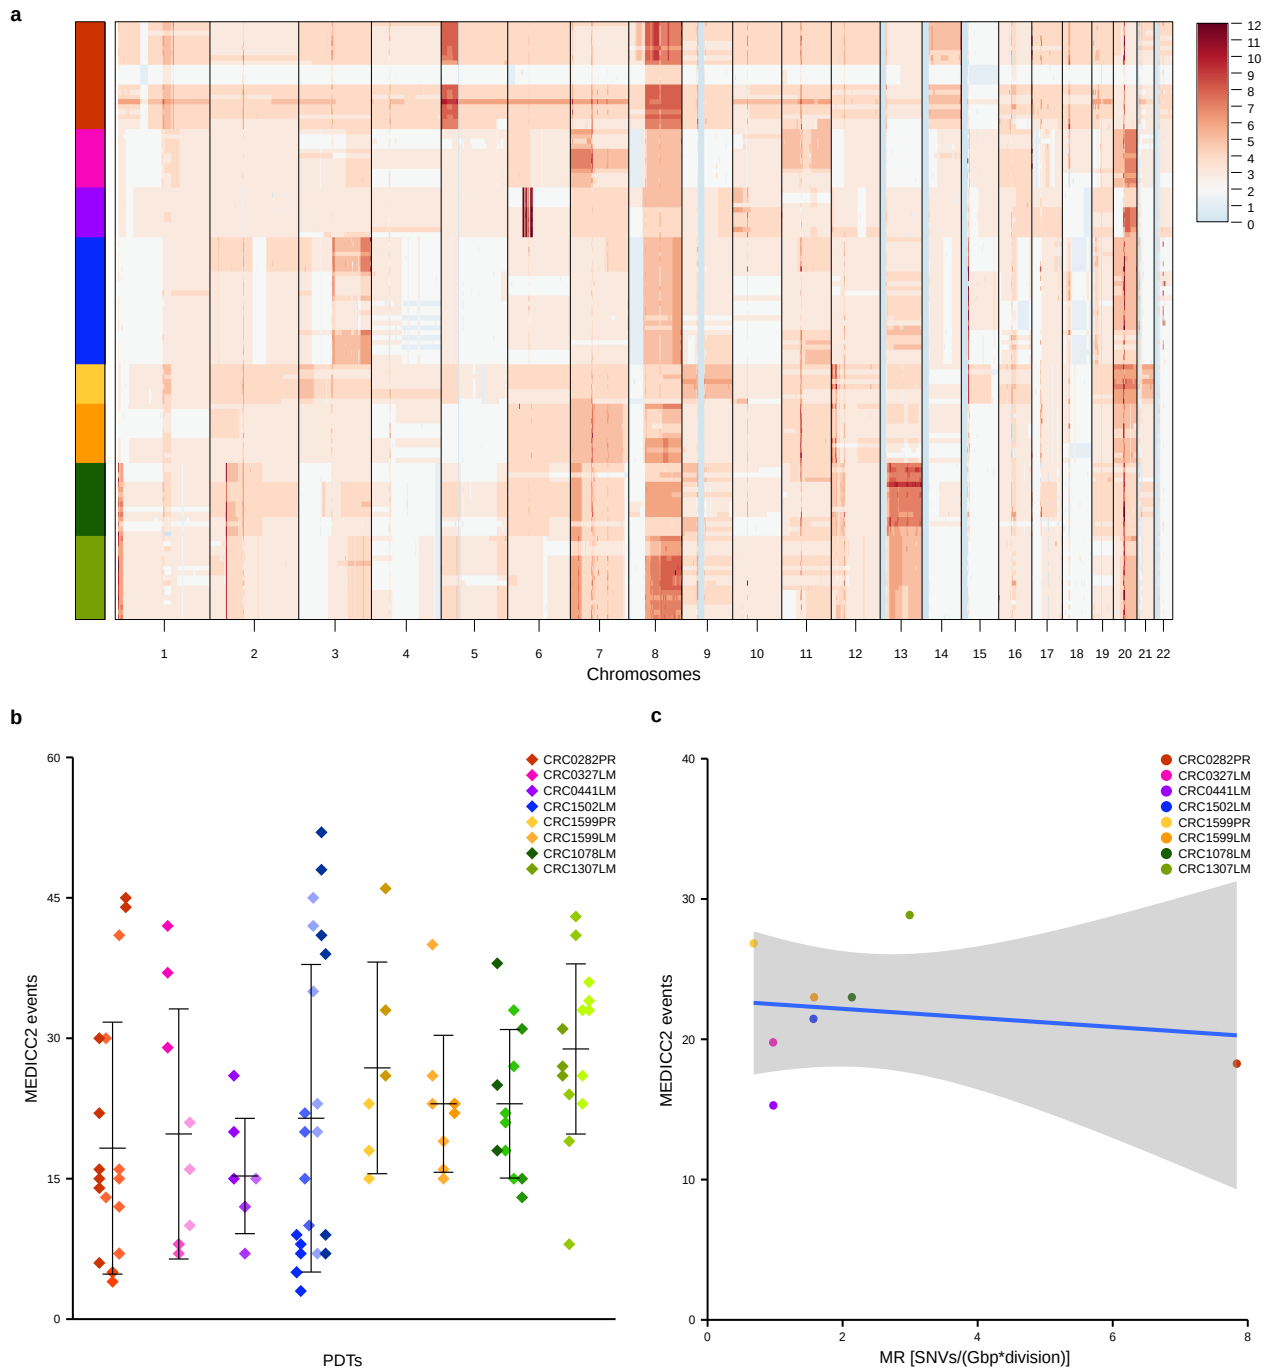 a
12
11
10
9
8
7
6
5
4
3
2
1
0
1 2 3 4 5 6 7 8 9 10 11 12 13 14 15 16 17 18 19 20 21 22
Chromosomes
b
MEDICC2 events
60
45
30
15
0
CRC0282PR
CRC0327LM
CRC0441LM
CRC1502LM
CRC1599PR
CRC1599LM
CRC1078LM
CRC1307LM
PDTs
c
MEDICC2 events
40
30
20
10
0
CRC0282PR
CRC0327LM
CRC0441LM
CRC1502LM
CRC1599PR
CRC1599LM
CRC1078LM
CRC1307LM
0 2 4 6 8
MR [SNVs/(Gbp*division)]